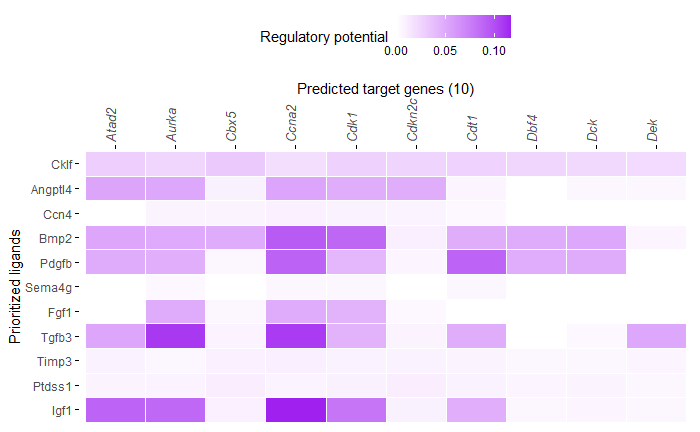 Regulatory potential
0.00 0.05 0.10
Predicted target genes (10)
Atad2 Aurka Cbx5 Ccna2 Cdk1 Cdkn2c Cdt1 Dbf4 Dck Dek
Prioritized ligands
Cklf
Angptl4
Ccn4
Bmp2
Pdgfb
Sema4g
Fgf1
Tgfb3
Timp3
Ptdss1
Igf1